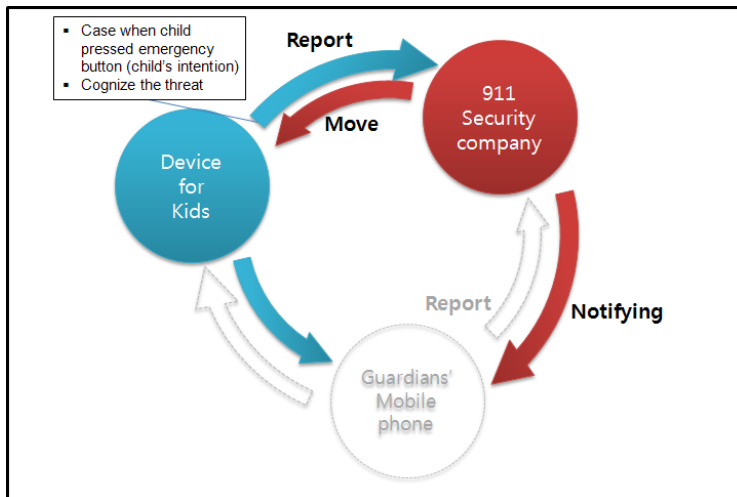 ▪ Case when child
pressed emergency
button (child's intention)
▪ Cognize the threat
Report
Move
911
Security
company
Device
for
Kids
Report
Notifying
Guardians'
Mobile
phone